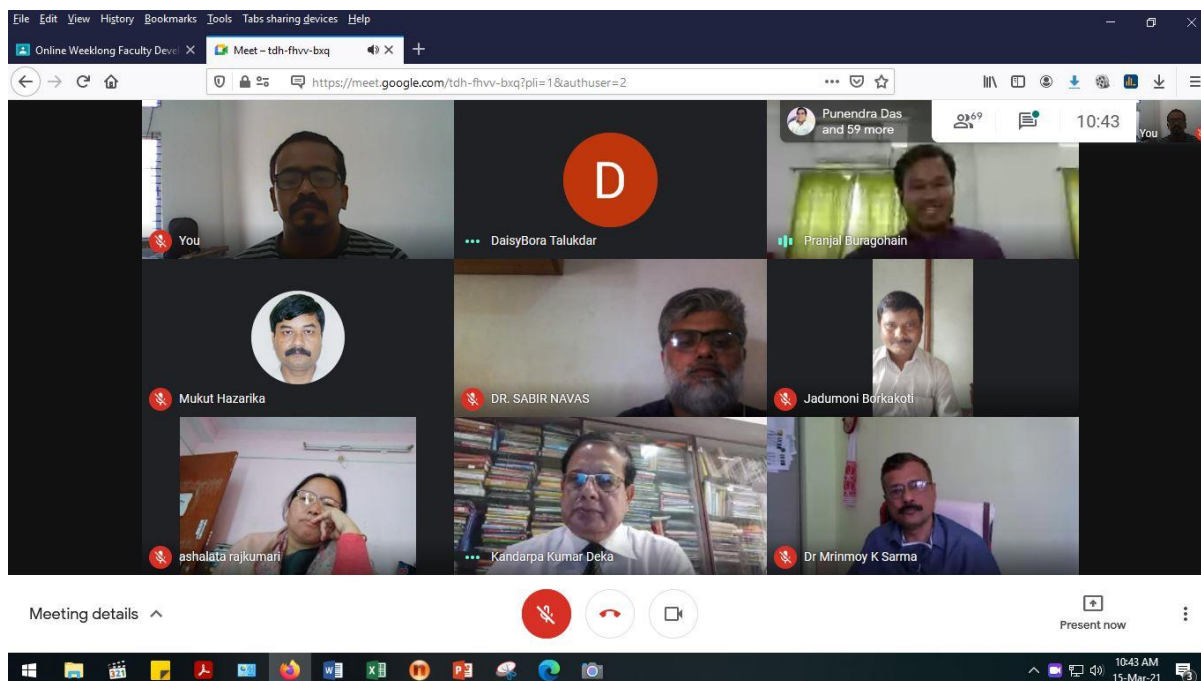 File Edit View History Bookmarks Tools Tabs sharing devices Help
Online Weeklong Faculty Devel
Meet – tdh-fhvv-bxq
https://meet.google.com/tdh-fhvv-bxq?pli=1&authuser=2
Punendra Das
and 59 more
69
10:43
You
You
D
DaisyBora Talukdar
Pranjal Buragohain
Mukut Hazarika
DR. SABIR NAVAS
Jadumoni Borkakoti
ashalata rajkumari
Kandarpa Kumar Deka
Dr Mrinmoy K Sarma
Meeting details
Present now
321
10:43 AM
15-Mar-21
3